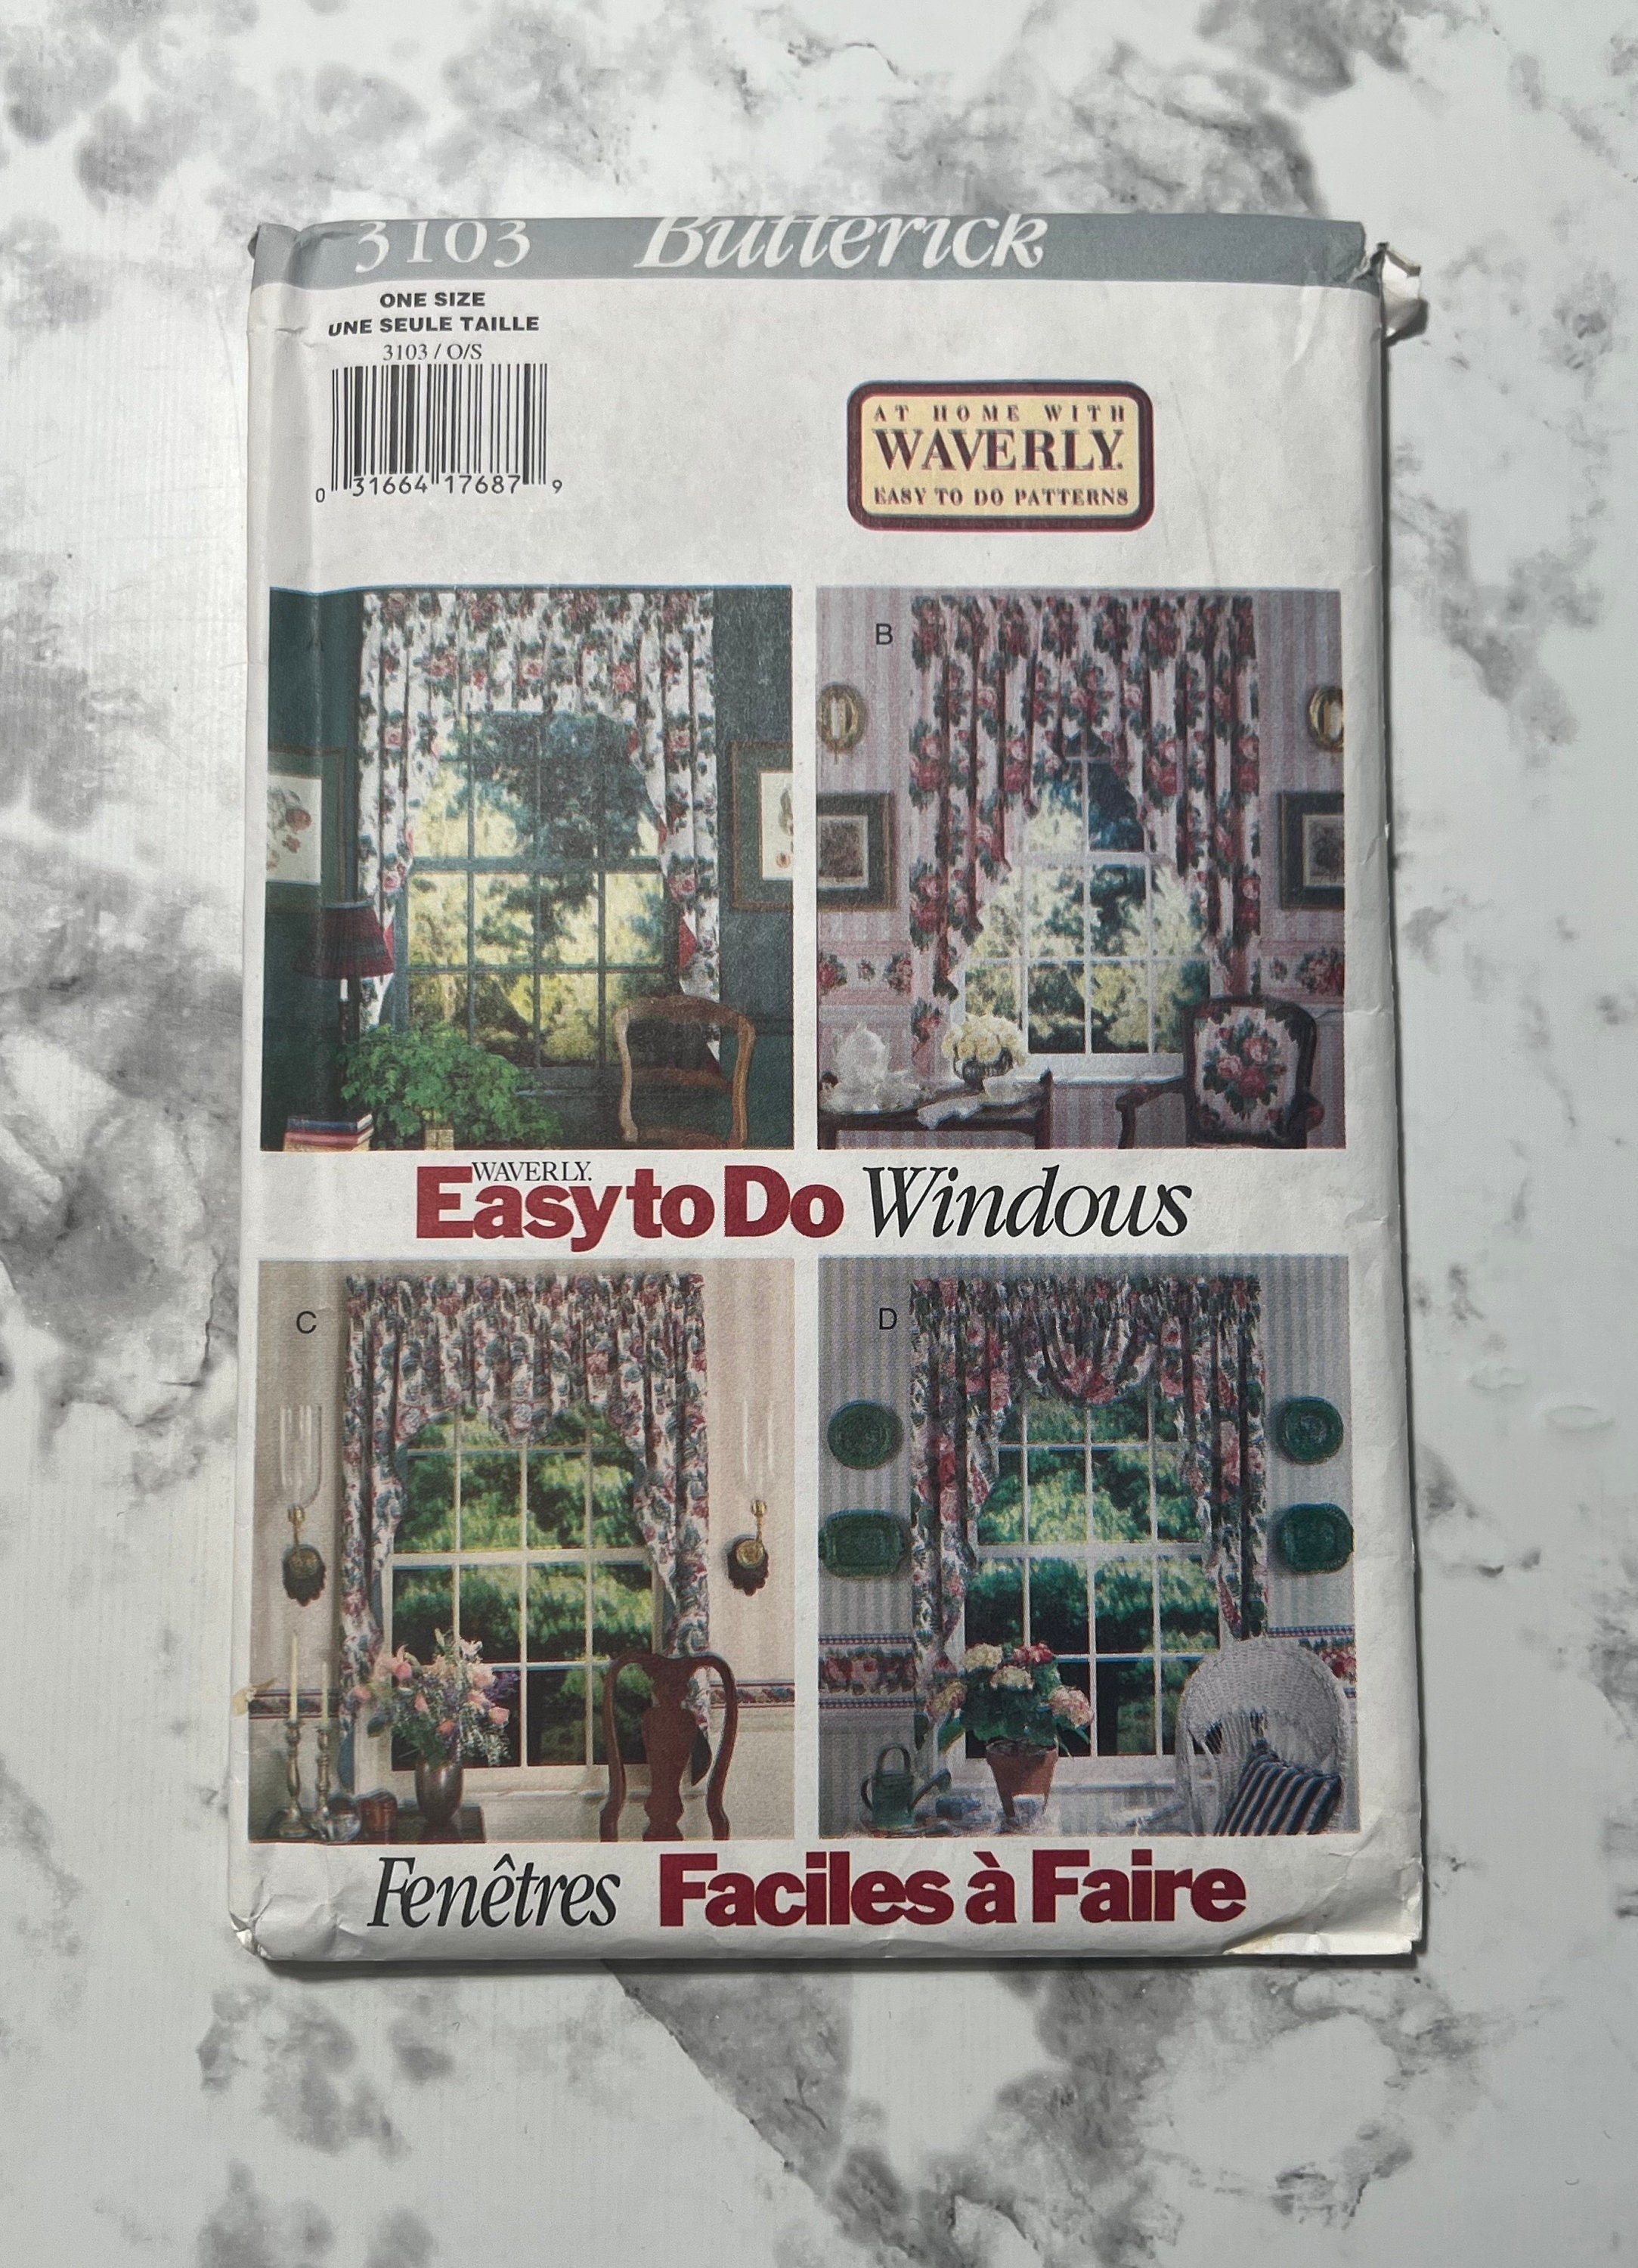 3103 Butterick
ONE SIZE
UNE SEULE TAILLE
3103 / O/S
0 31664 17687 9
AT HOME WITH
WAVERLY.
EASY TO DO PATTERNS
B
WAVERLY.
Easy to Do Windows
C
D
Fenêtres Faciles à Faire